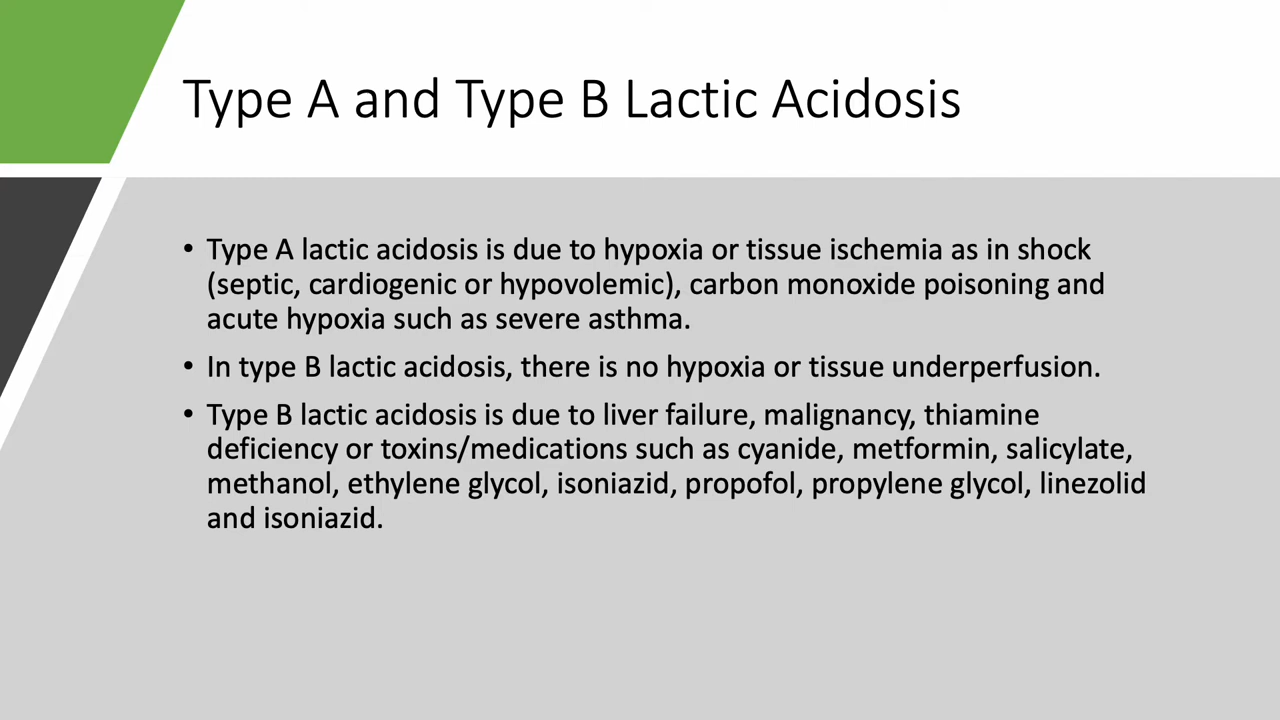 Type A and Type B Lactic Acidosis
• Type A lactic acidosis is due to hypoxia or tissue ischemia as in shock
(septic, cardiogenic or hypovolemic), carbon monoxide poisoning and
acute hypoxia such as severe asthma.
• In type B lactic acidosis, there is no hypoxia or tissue underperfusion.
• Type B lactic acidosis is due to liver failure, malignancy, thiamine
deficiency or toxins/medications such as cyanide, metformin, salicylate,
methanol, ethylene glycol, isoniazid, propofol, propylene glycol, linezolid
and isoniazid.